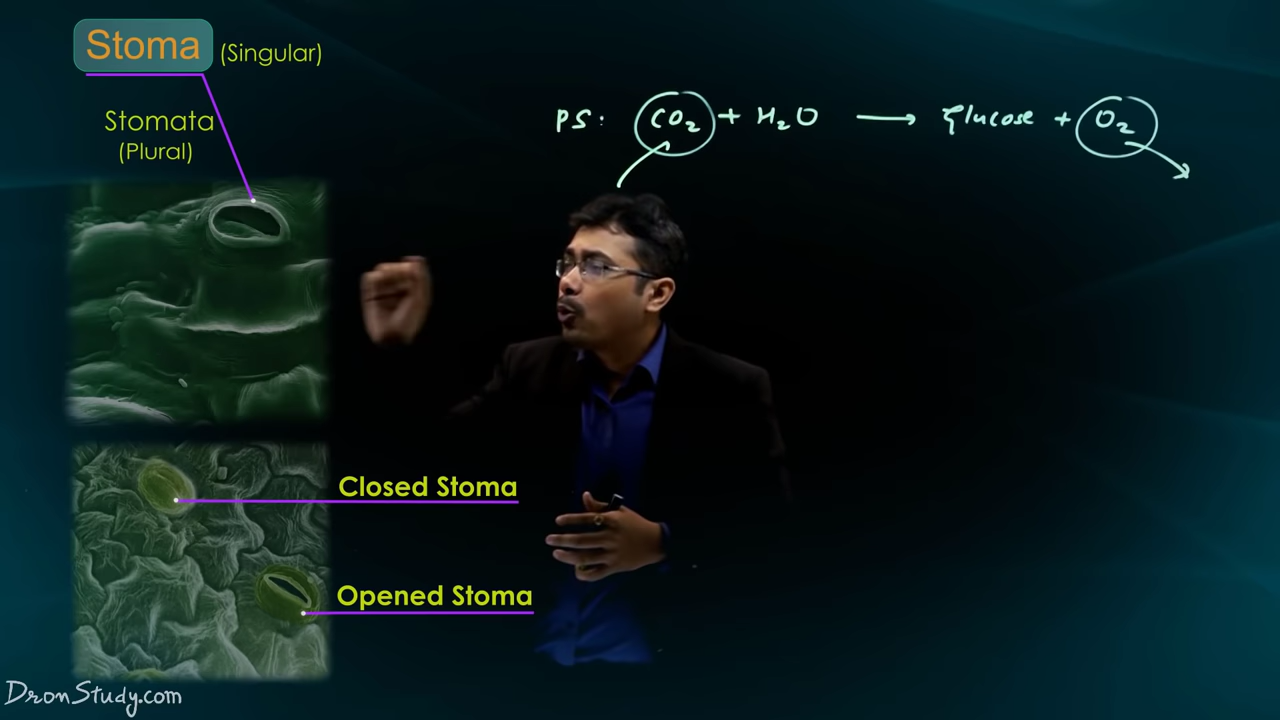 Stoma (Singular)
Stomata
(Plural)
PS: CO₂ + H₂O ⟶ Glucose + O₂
Closed Stoma
Opened Stoma
DronStudy.com